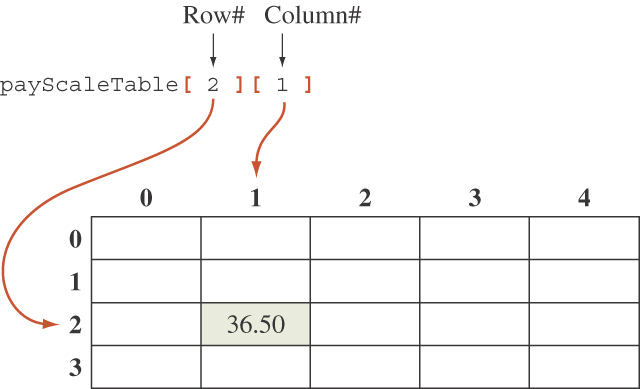 Row# Column#
payScaleTable[ 2 ][ 1 ]
0 1 2 3 4
0
1
2 36.50
3